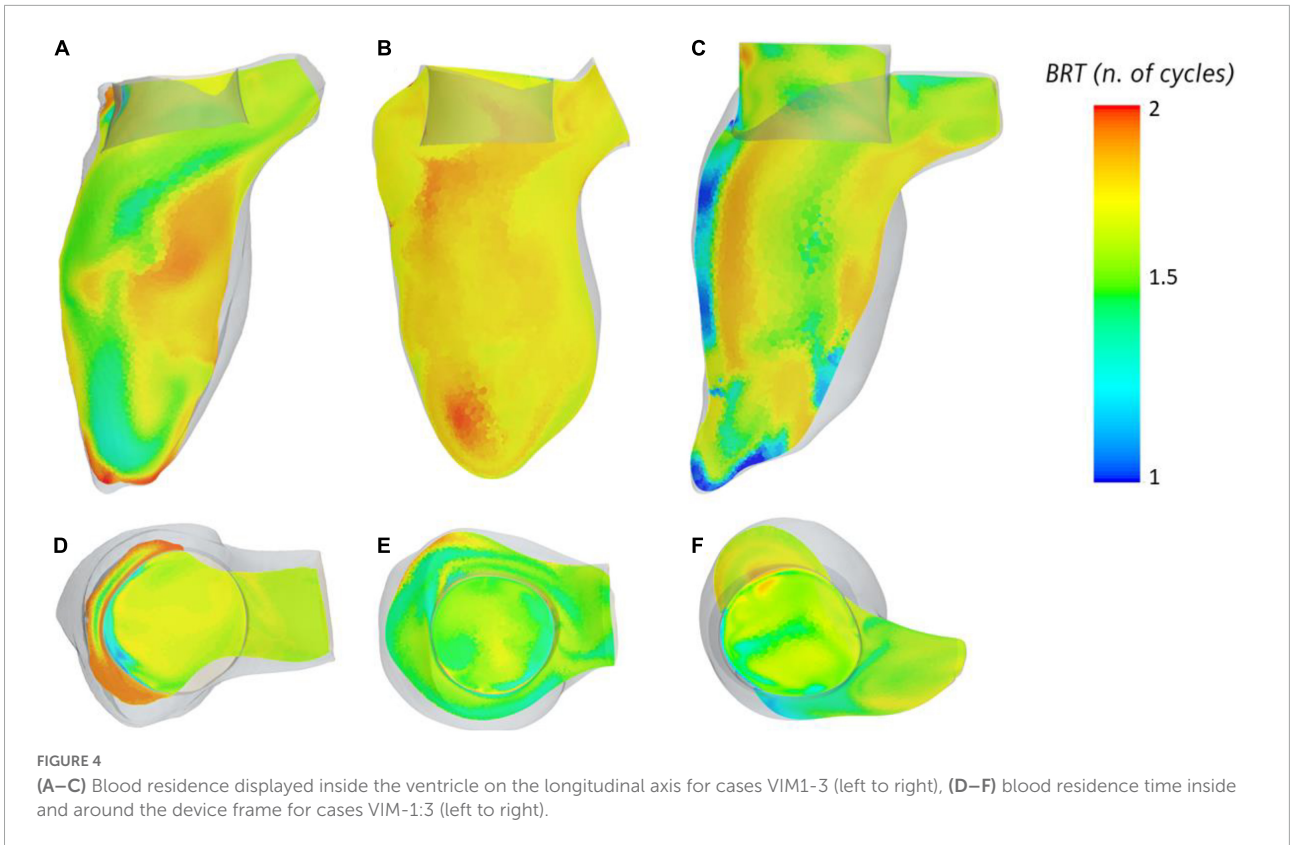 A
B
C
BRT (n. of cycles)
2
1.5
1
D
E
F
FIGURE 4
(A–C) Blood residence displayed inside the ventricle on the longitudinal axis for cases VIM1-3 (left to right), (D–F) blood residence time inside
and around the device frame for cases VIM-1:3 (left to right).